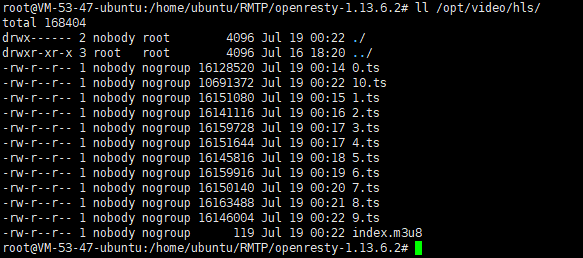 root@VM-53-47-ubuntu:/home/ubuntu/RMTP/openresty-1.13.6.2# ll /opt/video/hls/
total 168404
drwx------ 2 nobody root         4096 Jul 19 00:14 ./
drwxr-xr-x 3 root   root         4096 Jul 16 18:20 ../
-rw-r--r-- 1 nobody nogroup 16128520 Jul 19 00:14 0.ts
-rw-r--r-- 1 nobody nogroup 10691372 Jul 19 00:22 10.ts
-rw-r--r-- 1 nobody nogroup 16151080 Jul 19 00:15 1.ts
-rw-r--r-- 1 nobody nogroup 16141116 Jul 19 00:16 2.ts
-rw-r--r-- 1 nobody nogroup 16159728 Jul 19 00:17 3.ts
-rw-r--r-- 1 nobody nogroup 16151644 Jul 19 00:17 4.ts
-rw-r--r-- 1 nobody nogroup 16145816 Jul 19 00:18 5.ts
-rw-r--r-- 1 nobody nogroup 16159916 Jul 19 00:19 6.ts
-rw-r--r-- 1 nobody nogroup 16150140 Jul 19 00:20 7.ts
-rw-r--r-- 1 nobody nogroup 16163488 Jul 19 00:21 8.ts
-rw-r--r-- 1 nobody nogroup 16146004 Jul 19 00:22 9.ts
-rw-r--r-- 1 nobody nogroup      119 Jul 19 00:22 index.m3u8
root@VM-53-47-ubuntu:/home/ubuntu/RMTP/openresty-1.13.6.2#